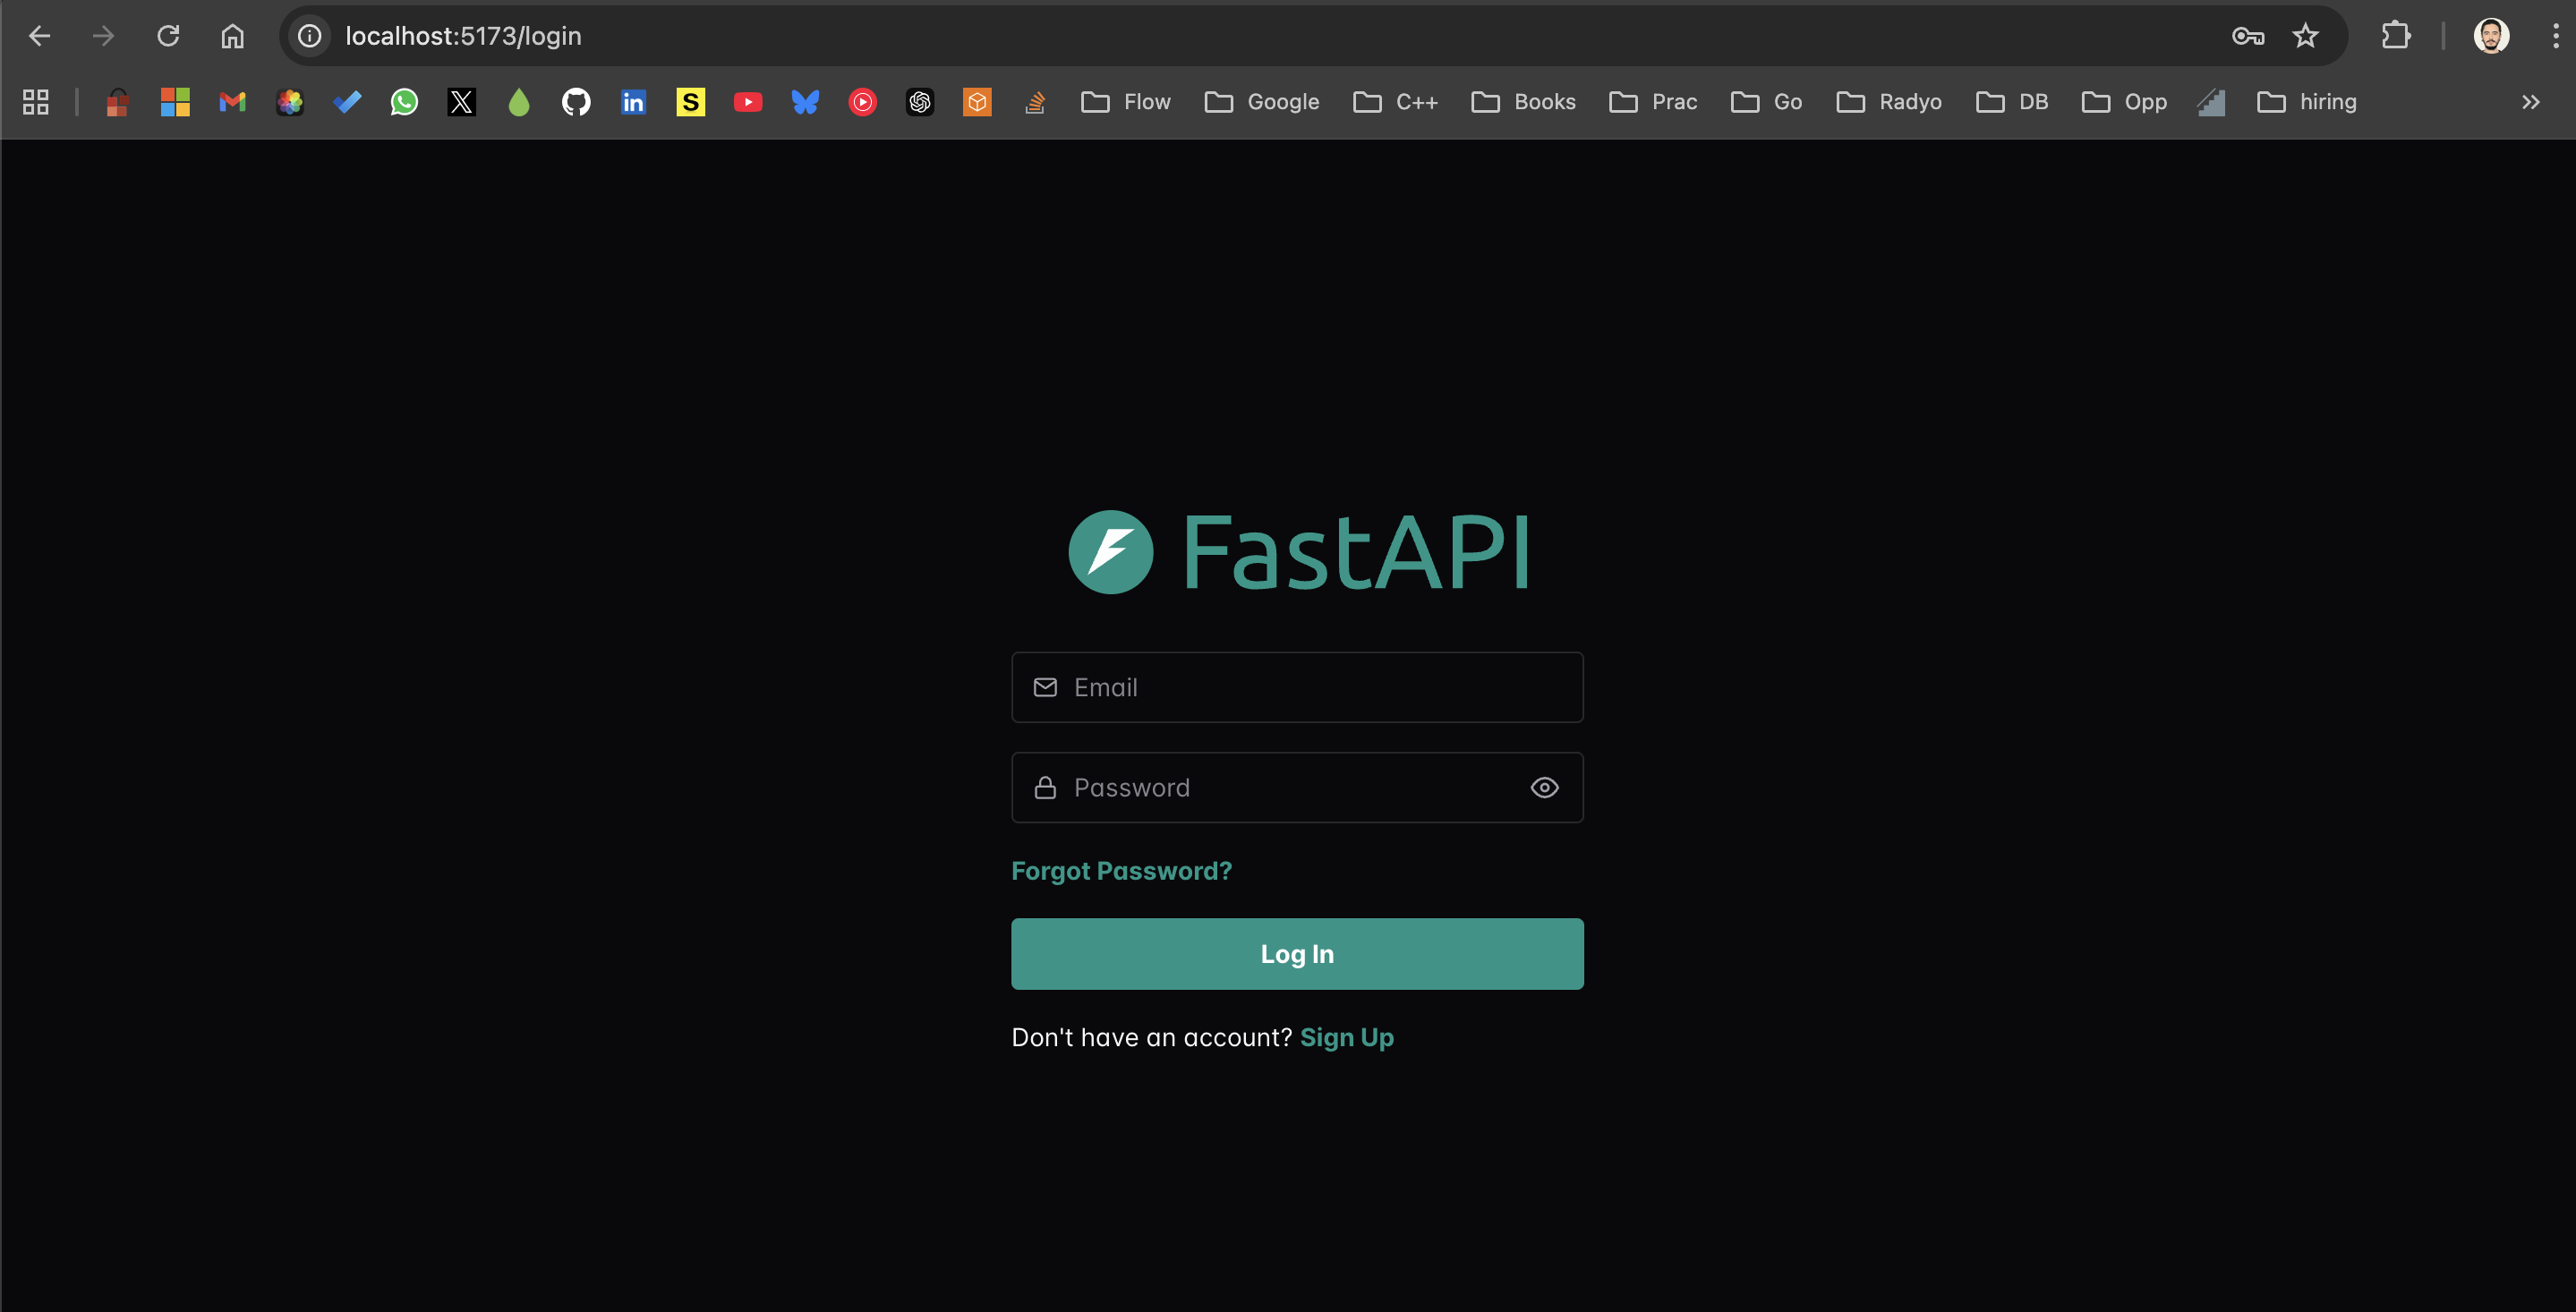 localhost:5173/login
Flow Google C++ Books Prac Go Radyo DB Opp hiring
FastAPI
Email
Password
Forgot Password?
Log In
Don't have an account? Sign Up